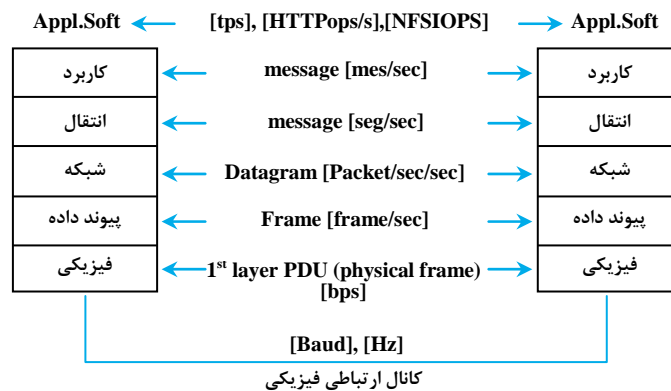 Appl.Soft [tps], [HTTPops/s],[NFSIOPS] Appl.Soft
کاربرد message [mes/sec] کاربرد
انتقال message [seg/sec] انتقال
شبکه Datagram [Packet/sec/sec] شبکه
پیوند داده Frame [frame/sec] پیوند داده
فیزیکی 1st layer PDU (physical frame) فیزیکی
[bps]
[Baud], [Hz]
کانال ارتباطی فیزیکی